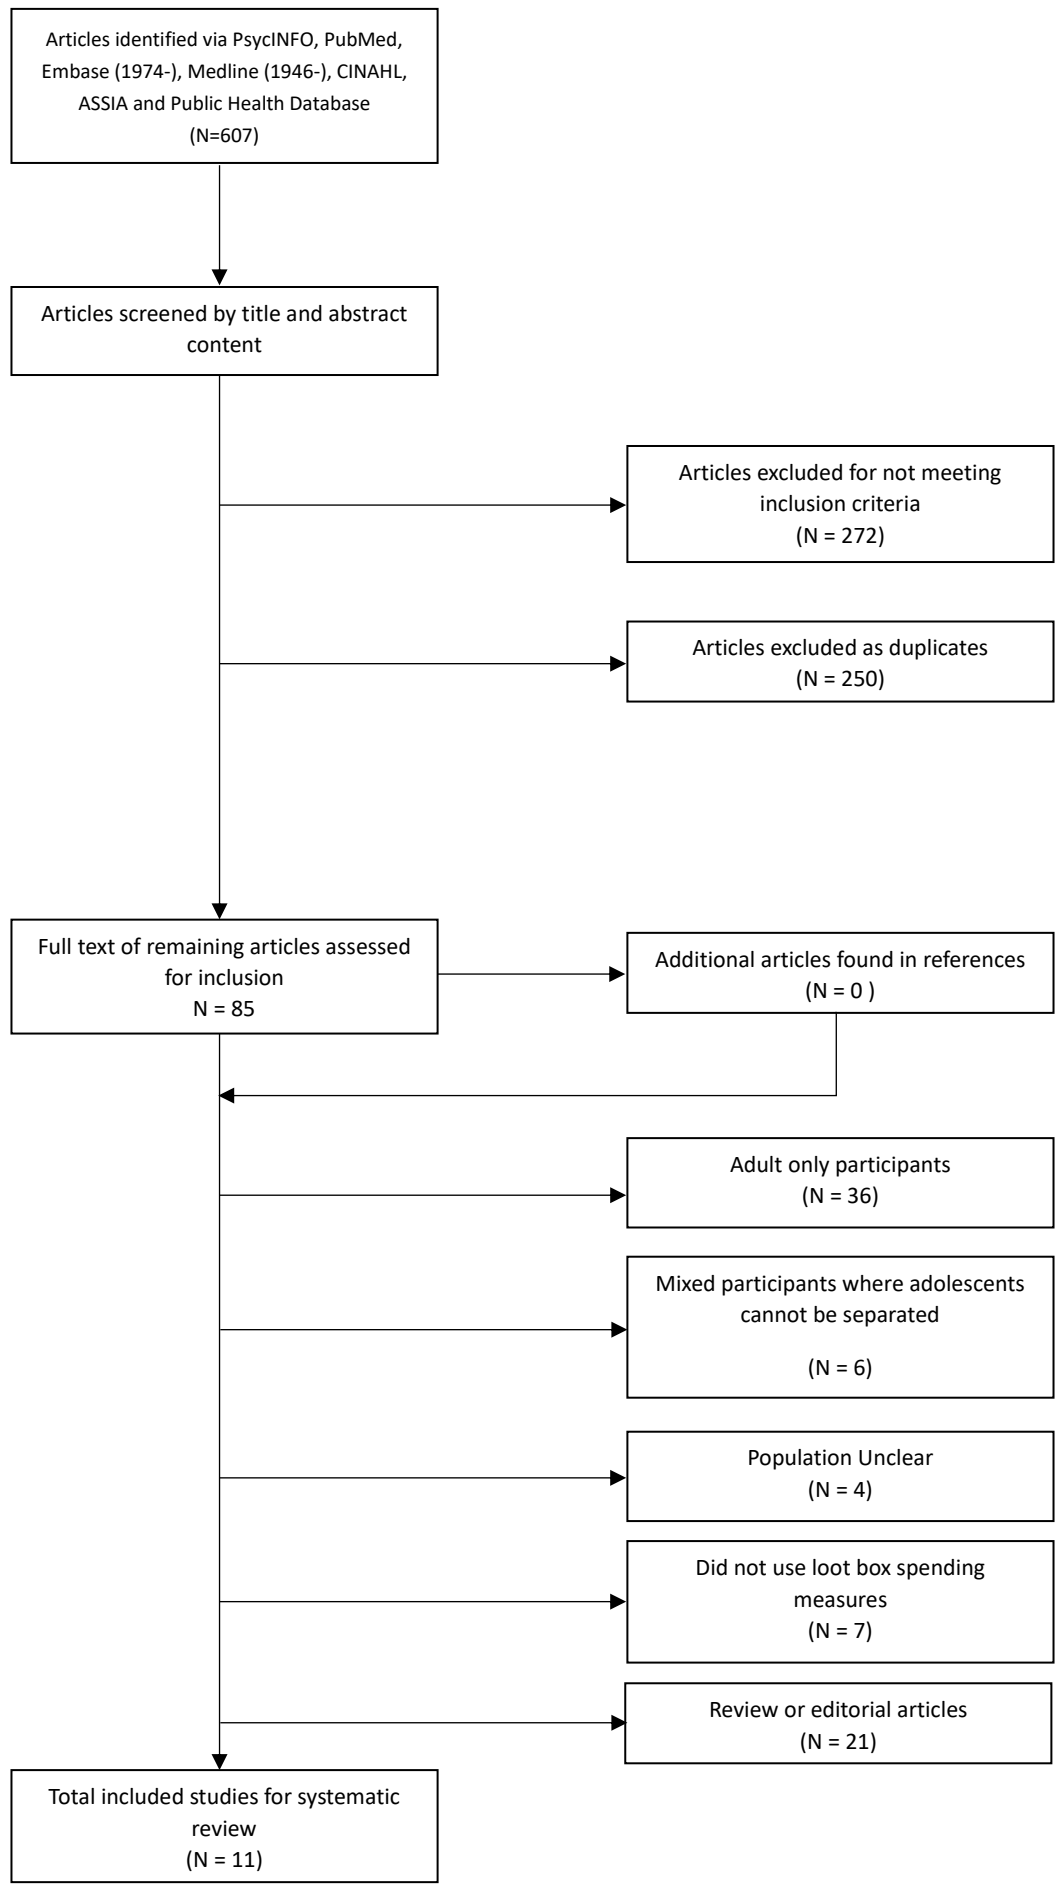 Articles identified via PsycINFO, PubMed,
Embase (1974-), Medline (1946-), CINAHL,
ASSIA and Public Health Database
(N=607)
Articles screened by title and abstract
content
Articles excluded for not meeting
inclusion criteria
(N = 272)
Articles excluded as duplicates
(N = 250)
Full text of remaining articles assessed
for inclusion
N = 85
Additional articles found in references
(N = 0 )
Adult only participants
(N = 36)
Mixed participants where adolescents
cannot be separated
(N = 6)
Population Unclear
(N = 4)
Did not use loot box spending
measures
(N = 7)
Review or editorial articles
(N = 21)
Total included studies for systematic
review
(N = 11)